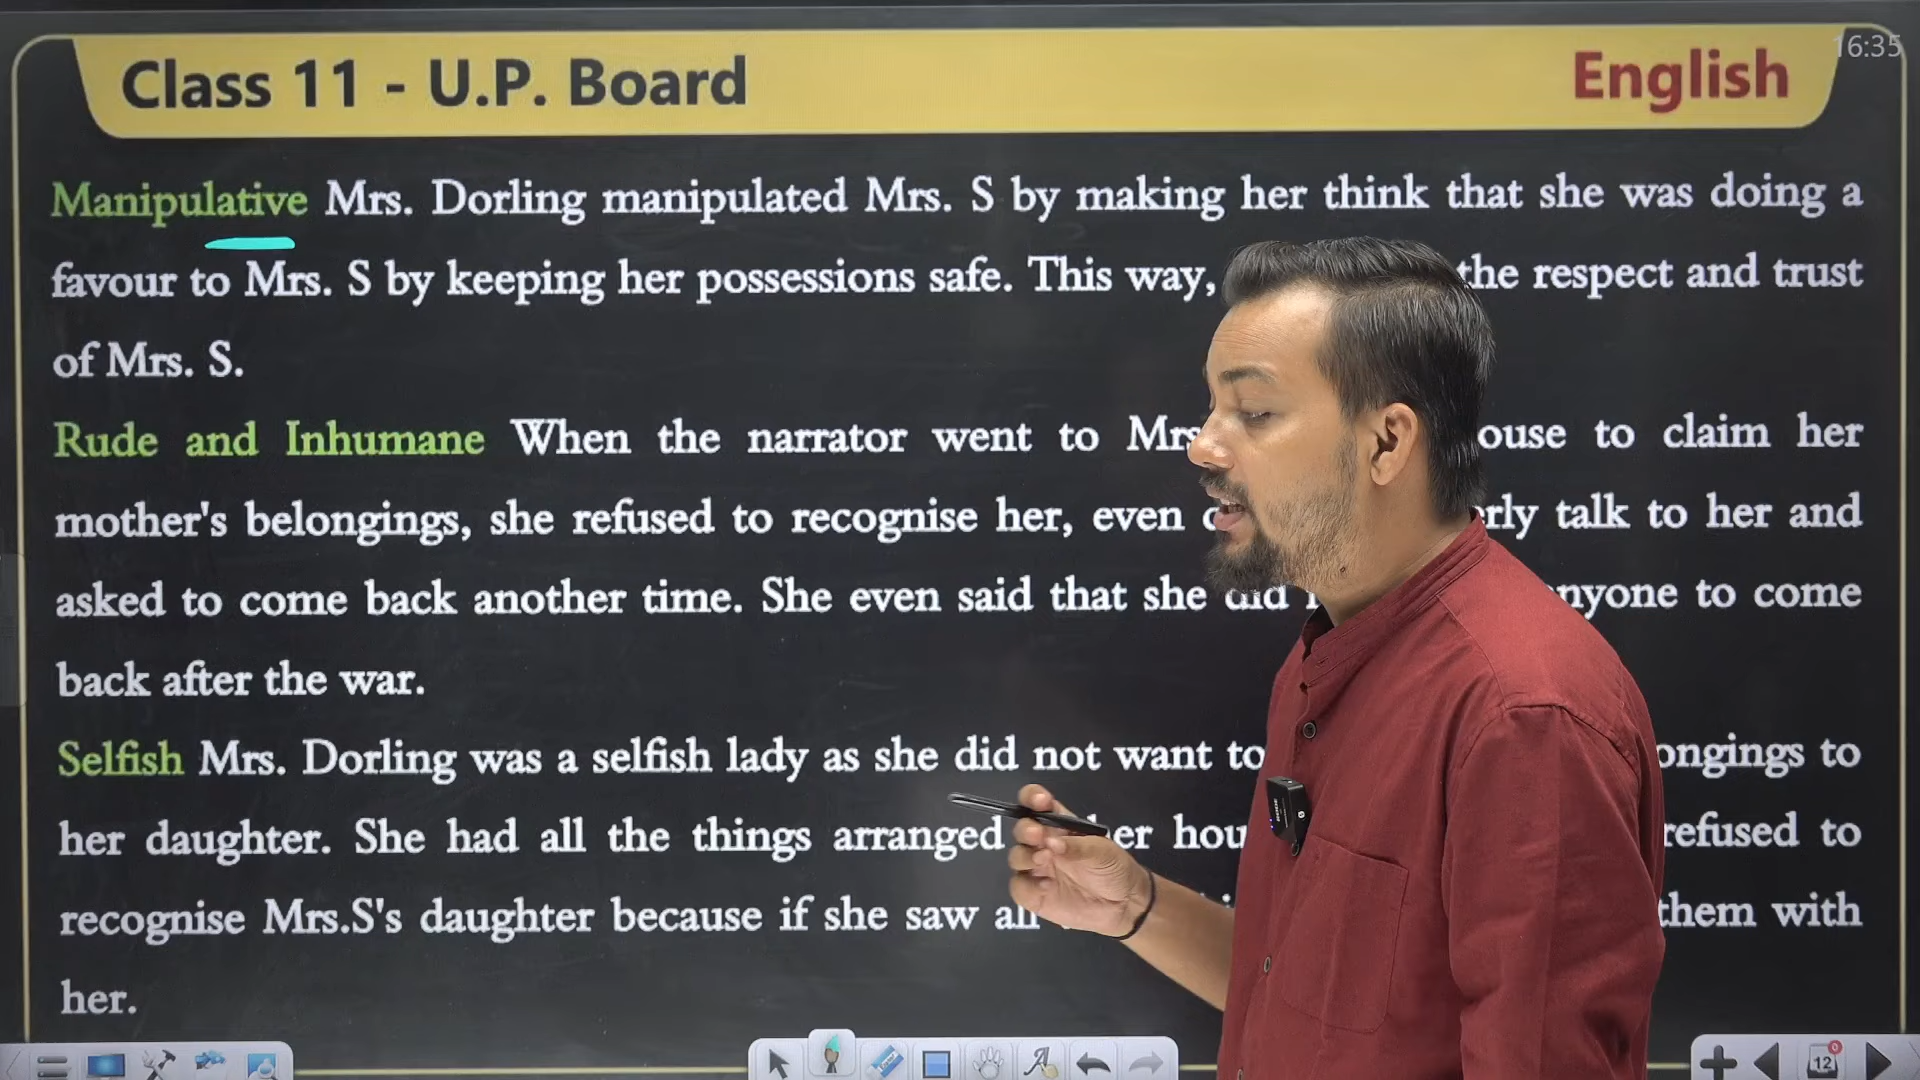 16:35
Class 11 - U.P. Board English
Manipulative Mrs. Dorling manipulated Mrs. S by making her think that she was doing a
favour to Mrs. S by keeping her possessions safe. This way, the respect and trust
of Mrs. S.
Rude and Inhumane When the narrator went to Mrs ouse to claim her
mother's belongings, she refused to recognise her, even talk to her and
asked to come back another time. She even said that she did nyone to come
back after the war.
Selfish Mrs. Dorling was a selfish lady as she did not want to ongings to
her daughter. She had all the things arranged her refused to
recognise Mrs.S's daughter because if she saw them with
her.
12